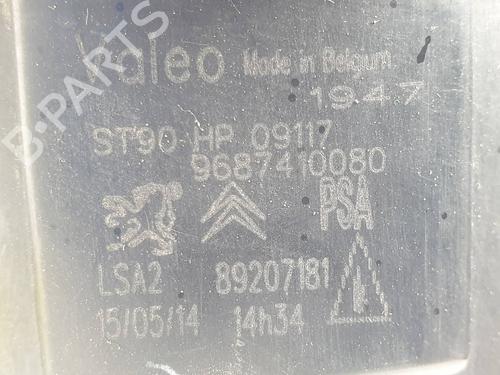 Valeo Made in Belgium
1947
ST90 HP 09117
9687410080
PSA
LSA2 89207181
15/05/14 14h34
B-PARTS